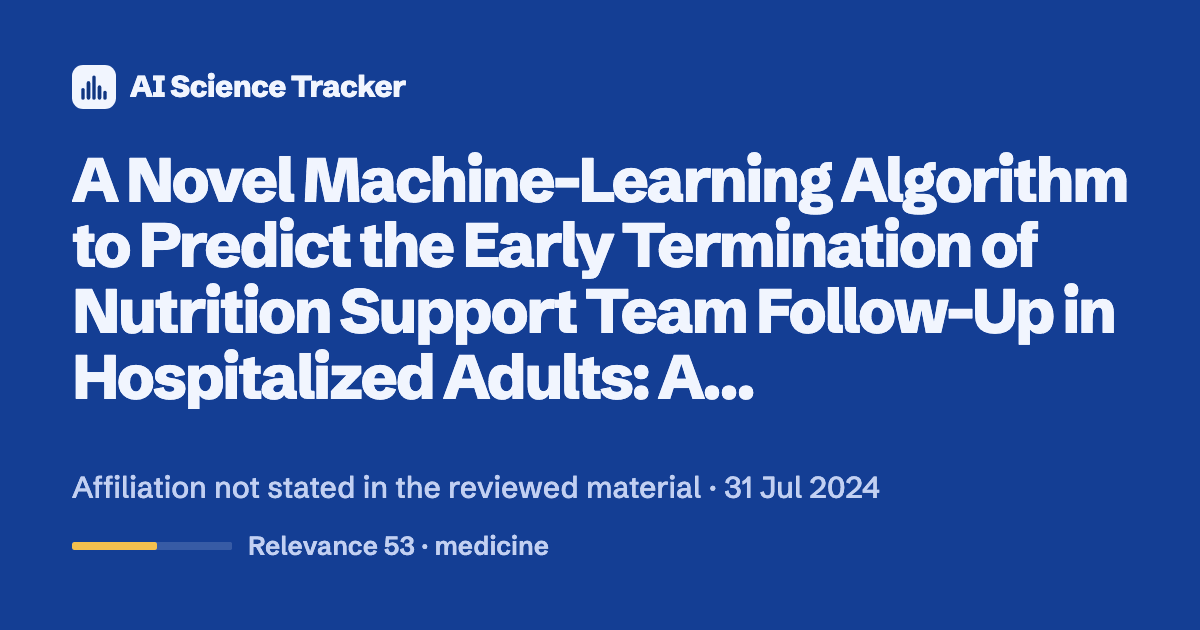 AI Science Tracker
A Novel Machine-Learning Algorithm
to Predict the Early Termination of
Nutrition Support Team Follow-Up in
Hospitalized Adults: A...
Affiliation not stated in the reviewed material · 31 Jul 2024
Relevance 53 · medicine